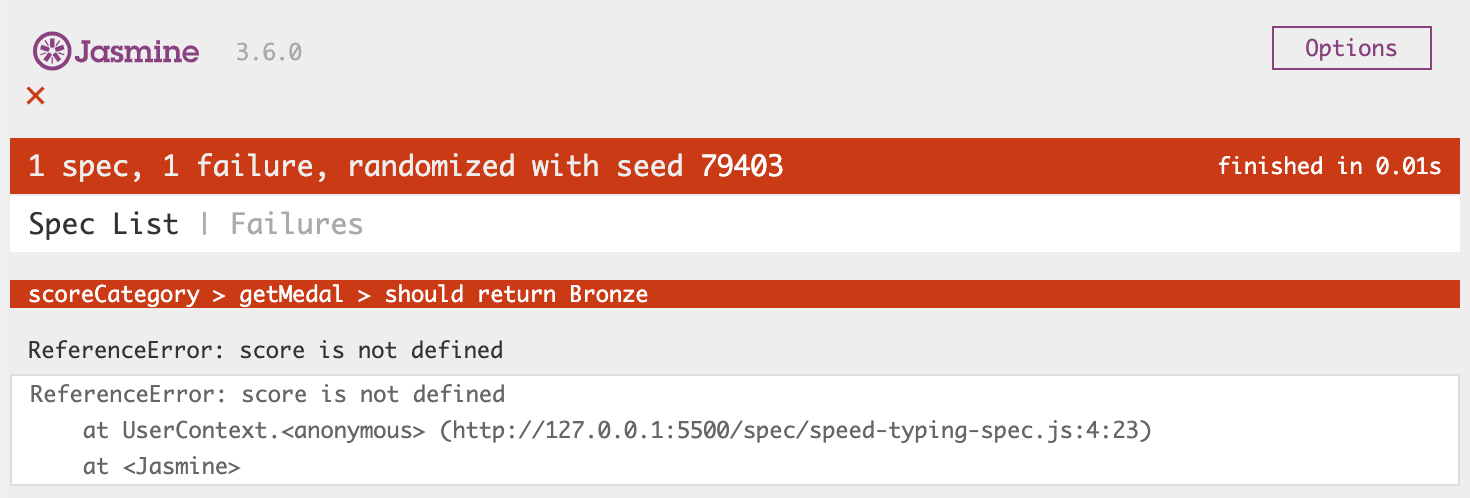 Jasmine 3.6.0 Options
×
1 spec, 1 failure, randomized with seed 79403 finished in 0.01s
Spec List | Failures
scoreCategory > getMedal > should return Bronze
ReferenceError: score is not defined
ReferenceError: score is not defined
    at UserContext.<anonymous> (http://127.0.0.1:5500/spec/speed-typing-spec.js:4:23)
    at <Jasmine>